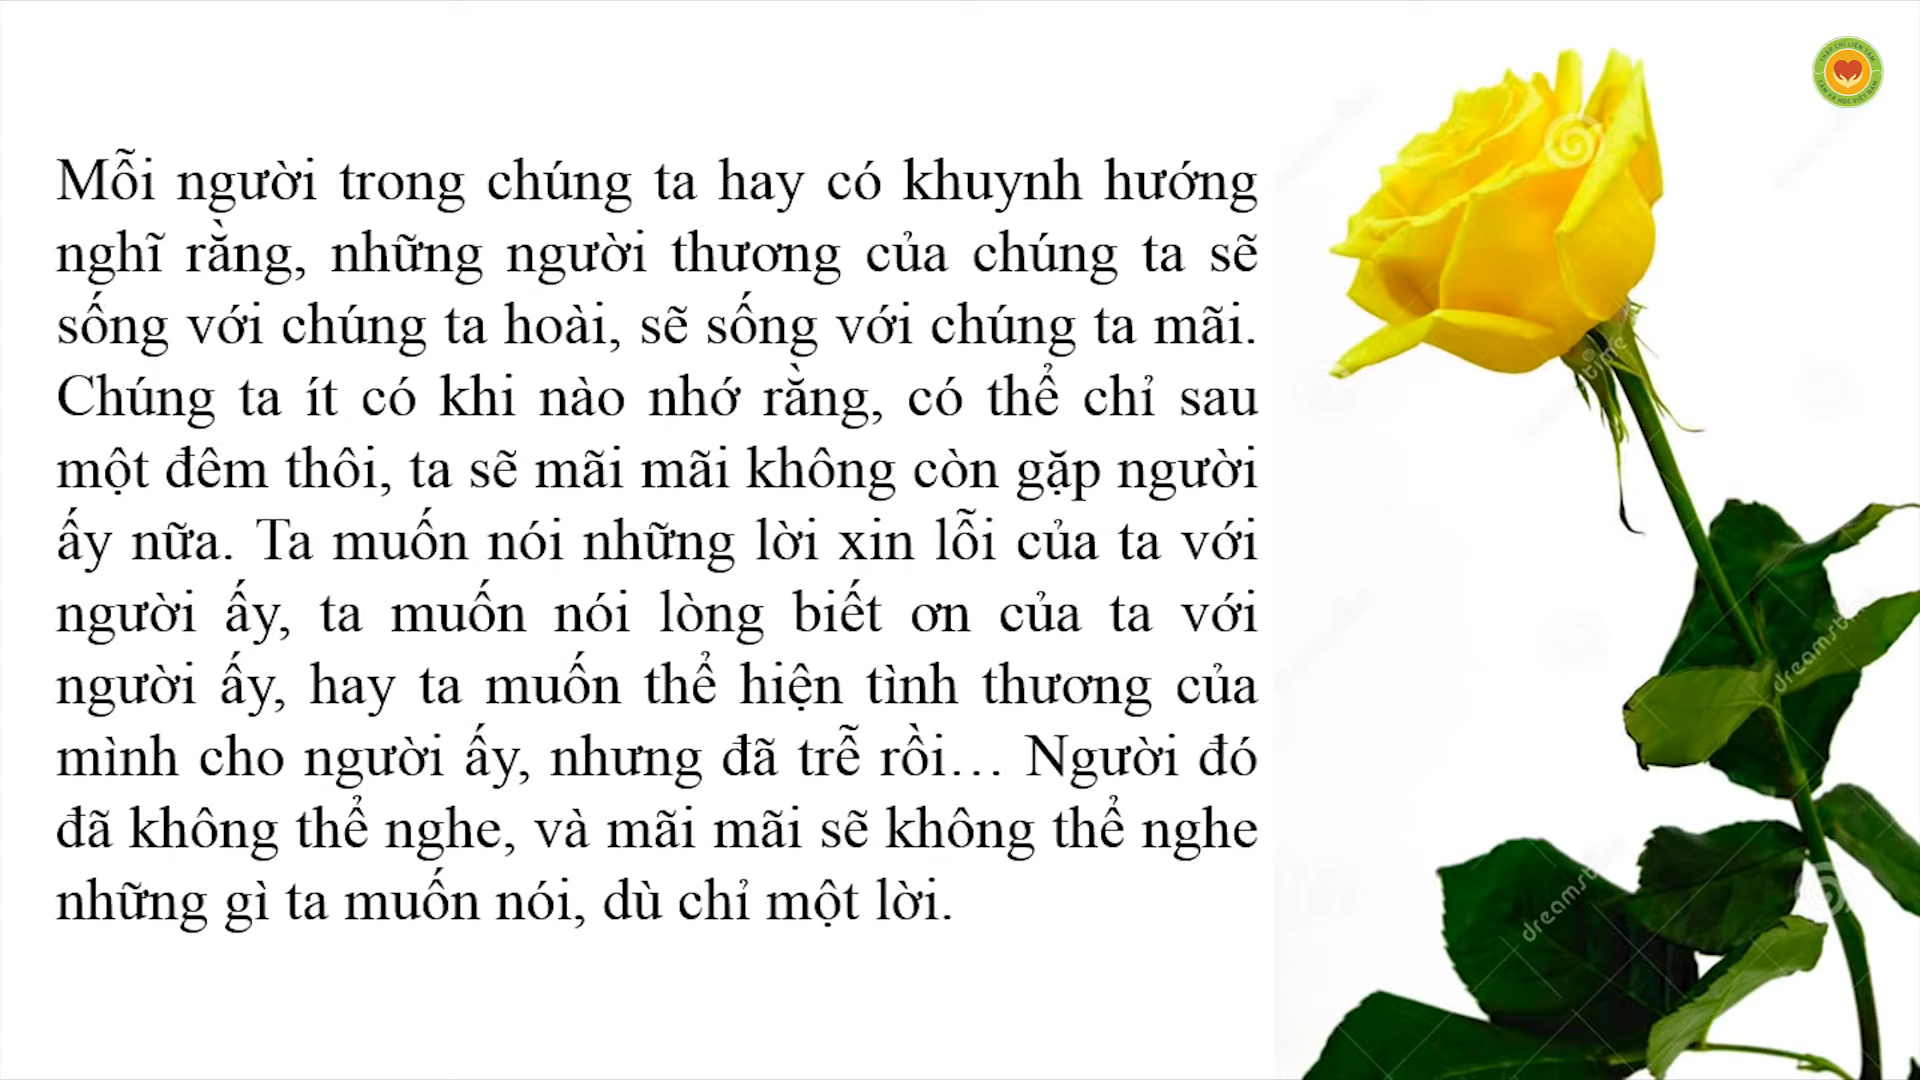 Mỗi người trong chúng ta hay có khuynh hướng
nghĩ rằng, những người thương của chúng ta sẽ
sống với chúng ta hoài, sẽ sống với chúng ta mãi.
Chúng ta ít có khi nào nhớ rằng, có thể chỉ sau
một đêm thôi, ta sẽ mãi mãi không còn gặp người
ấy nữa. Ta muốn nói những lời xin lỗi của ta với
người ấy, ta muốn nói lòng biết ơn của ta với
người ấy, hay ta muốn thể hiện tình thương của
mình cho người ấy, nhưng đã trễ rồi… Người đó
đã không thể nghe, và mãi mãi sẽ không thể nghe
những gì ta muốn nói, dù chỉ một lời.